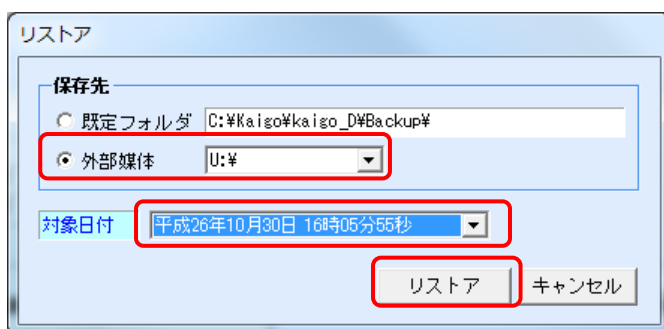 リストア
保存先
既定フォルダ C:¥Kaigo¥kaigo_D¥Backup¥
外部媒体 U:¥
対象日付 平成26年10月30日 16時05分55秒
リストア キャンセル